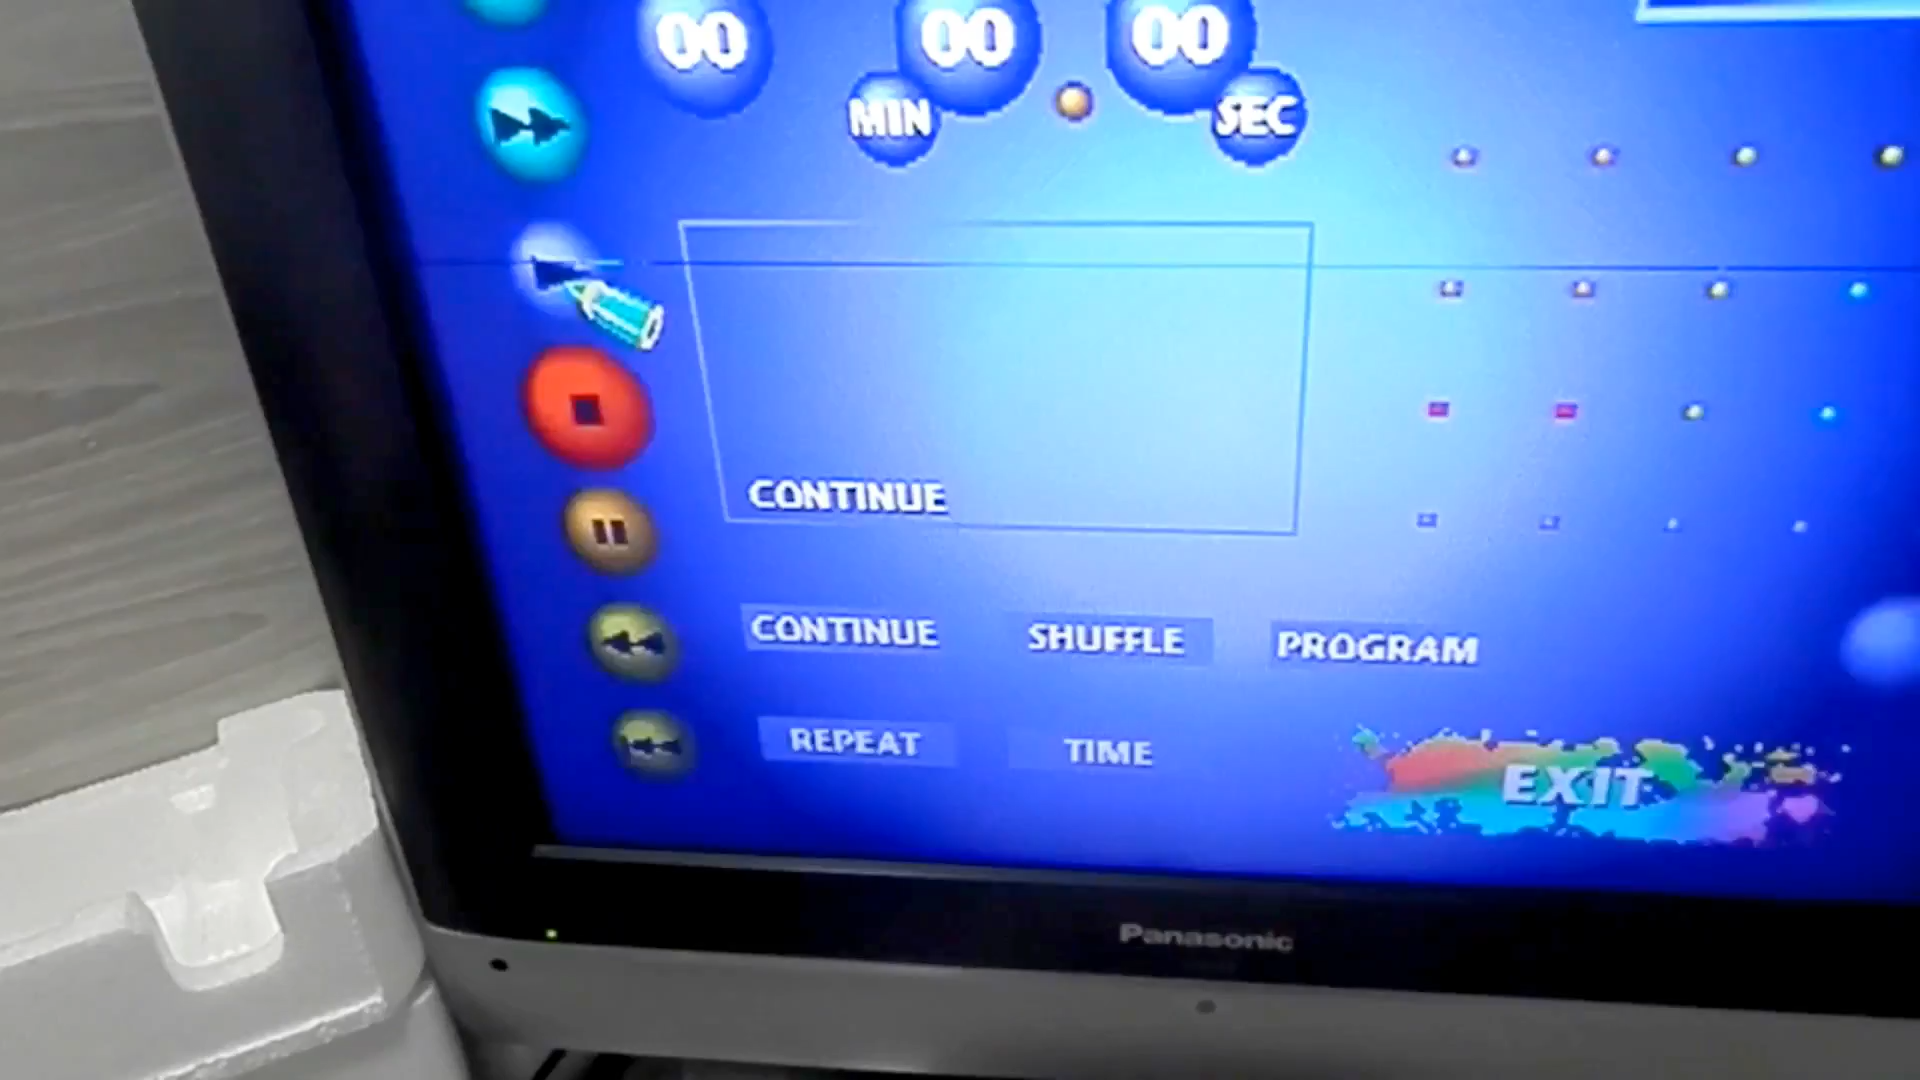 00 00 00
MIN SEC
CONTINUE
CONTINUE SHUFFLE PROGRAM
REPEAT TIME
EXIT
Panasonic